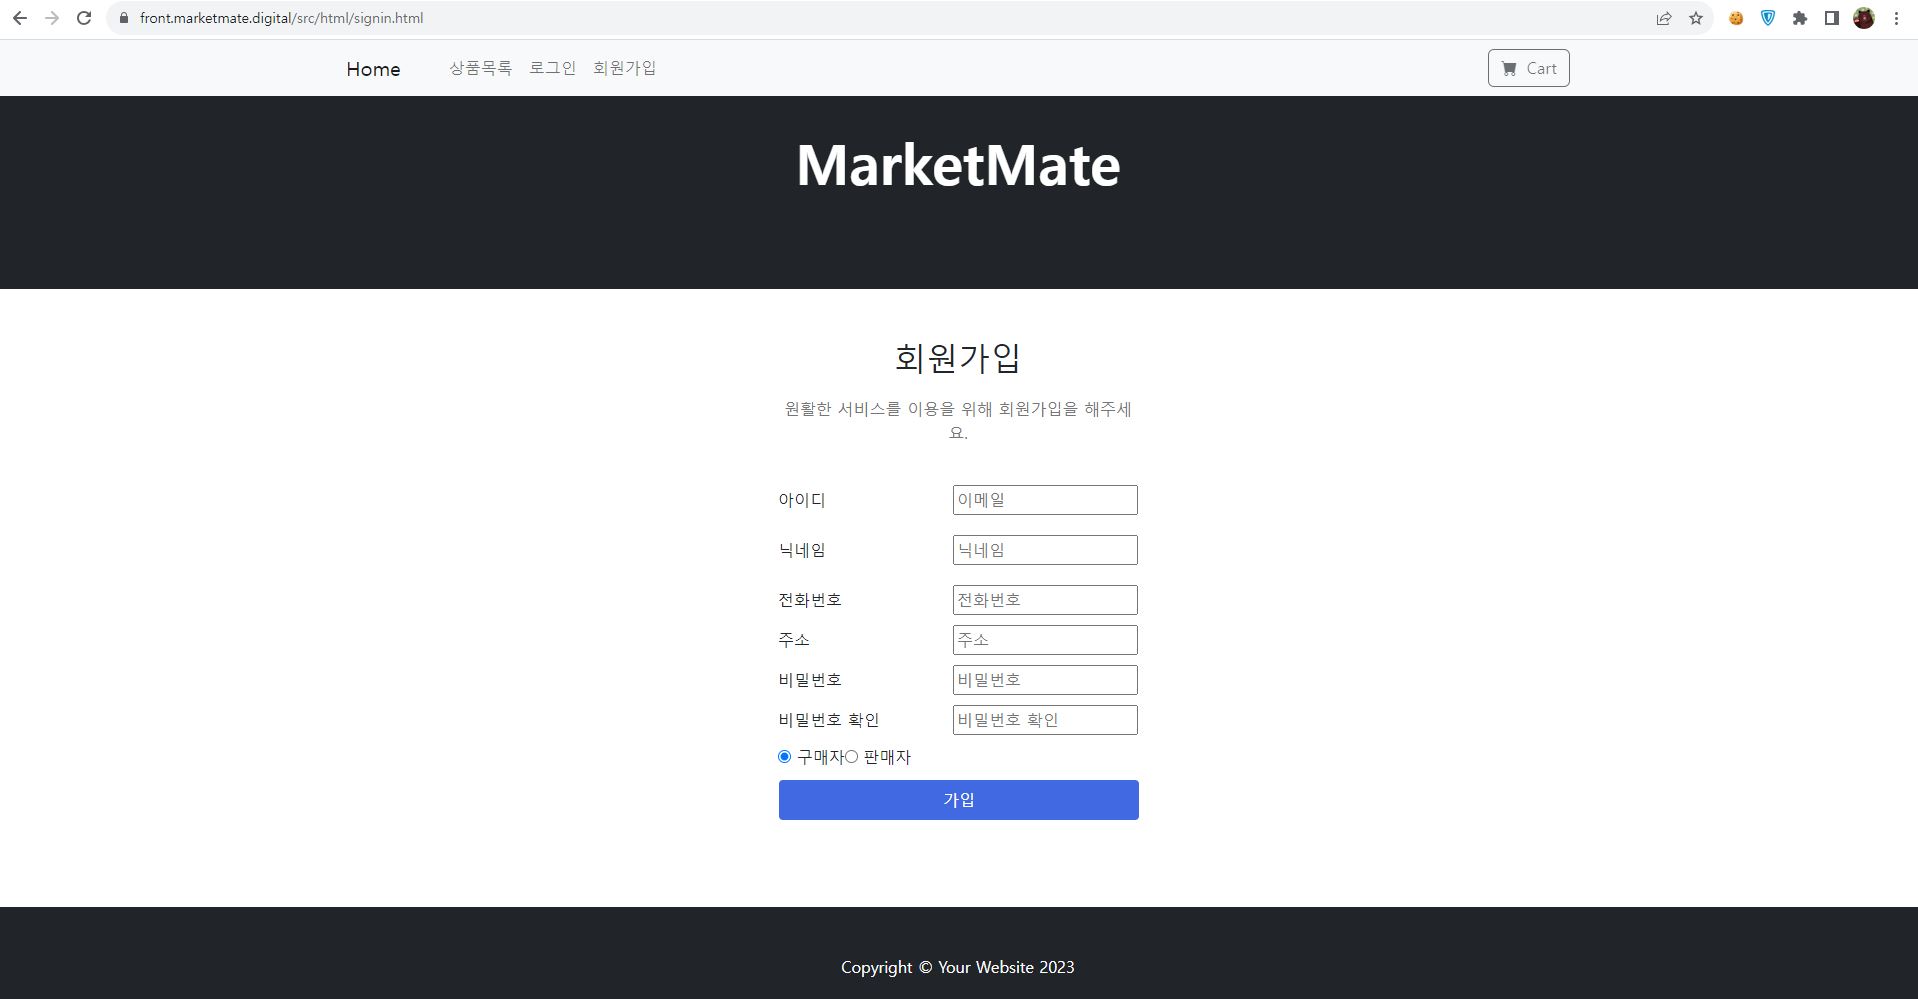 front.marketmate.digital/src/html/signin.html
Home 상품목록 로그인 회원가입 Cart
MarketMate
회원가입
원활한 서비스를 이용을 위해 회원가입을 해주세
요.
아이디 이메일
닉네임 닉네임
전화번호 전화번호
주소 주소
비밀번호 비밀번호
비밀번호 확인 비밀번호 확인
구매자 판매자
가입
Copyright © Your Website 2023